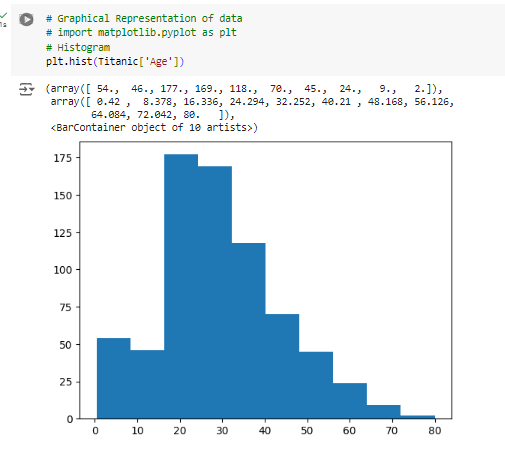 1s
# Graphical Representation of data
# import matplotlib.pyplot as plt
# Histogram
plt.hist(Titanic['Age'])
(array([ 54.,  46., 177., 169., 118.,  70.,  45.,  24.,   9.,   2.]),
array([ 0.42 ,  8.378, 16.336, 24.294, 32.252, 40.21 , 48.168, 56.126,
64.084, 72.042, 80.   ]),
<BarContainer object of 10 artists>)
175
150
125
100
75
50
25
0
0 10 20 30 40 50 60 70 80